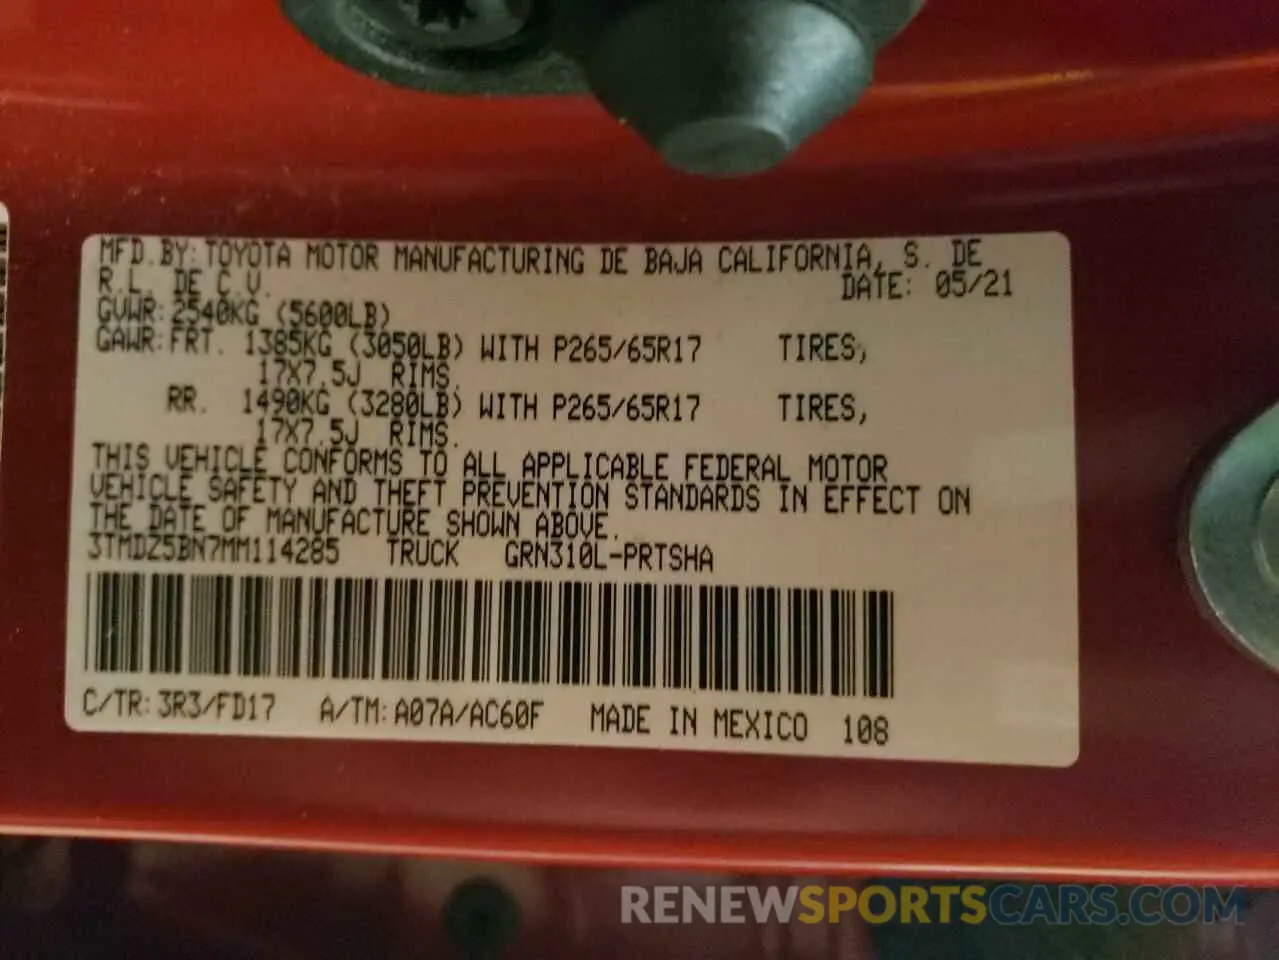 MFD.BY:TOYOTA MOTOR MANUFACTURING DE BAJA CALIFORNIA, S. DE
R.L. DE C.V. DATE: 05/21
GVWR:2540KG (5600LB)
GAWR:FRT. 1385KG (3050LB) WITH P265/65R17 TIRES,
17X7.5J RIMS.
RR. 1490KG (3280LB) WITH P265/65R17 TIRES,
17X7.5J RIMS.
THIS VEHICLE CONFORMS TO ALL APPLICABLE FEDERAL MOTOR
VEHICLE SAFETY AND THEFT PREVENTION STANDARDS IN EFFECT ON
THE DATE OF MANUFACTURE SHOWN ABOVE.
3TMDZ5BN7MM114285 TRUCK GRN310L-PRTSHA
C/TR:3R3/FD17 A/TM:A07A/AC60F MADE IN MEXICO 108
RENEWSPORTSCARS.COM